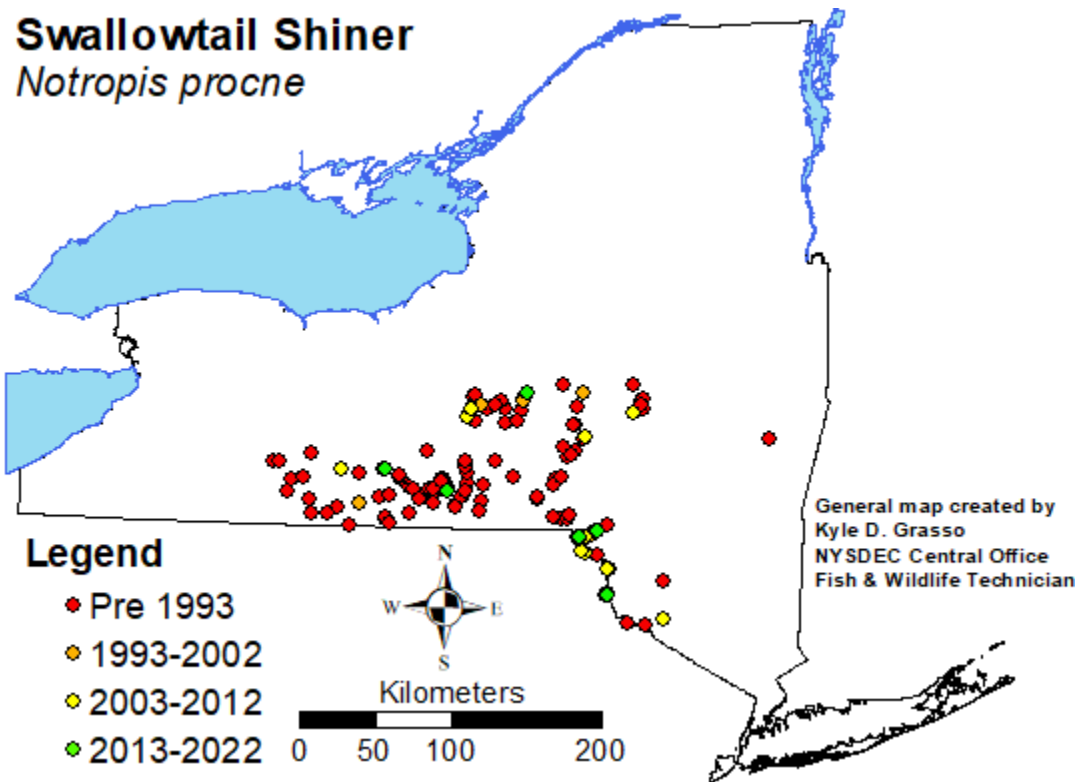 Swallowtail Shiner
Notropis procne
General map created by
Kyle D. Grasso
NYSDEC Central Office
Fish & Wildlife Technician
Legend
Pre 1993
1993-2002
2003-2012
2013-2022
N
W E
S
Kilometers
0 50 100 200